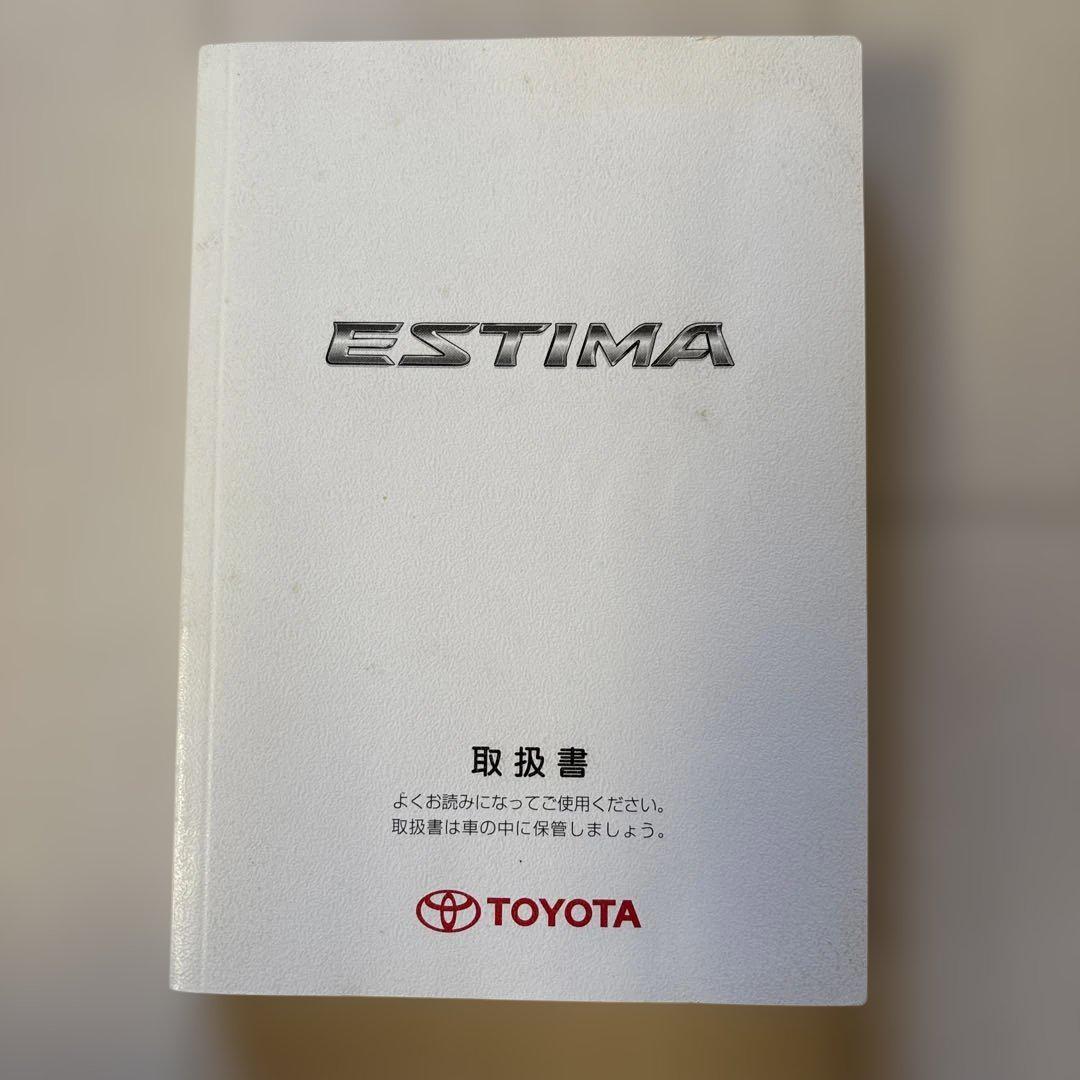 ESTIMA
取扱書
よくお読みになってご使用ください。
取扱書は車の中に保管しましょう。
TOYOTA